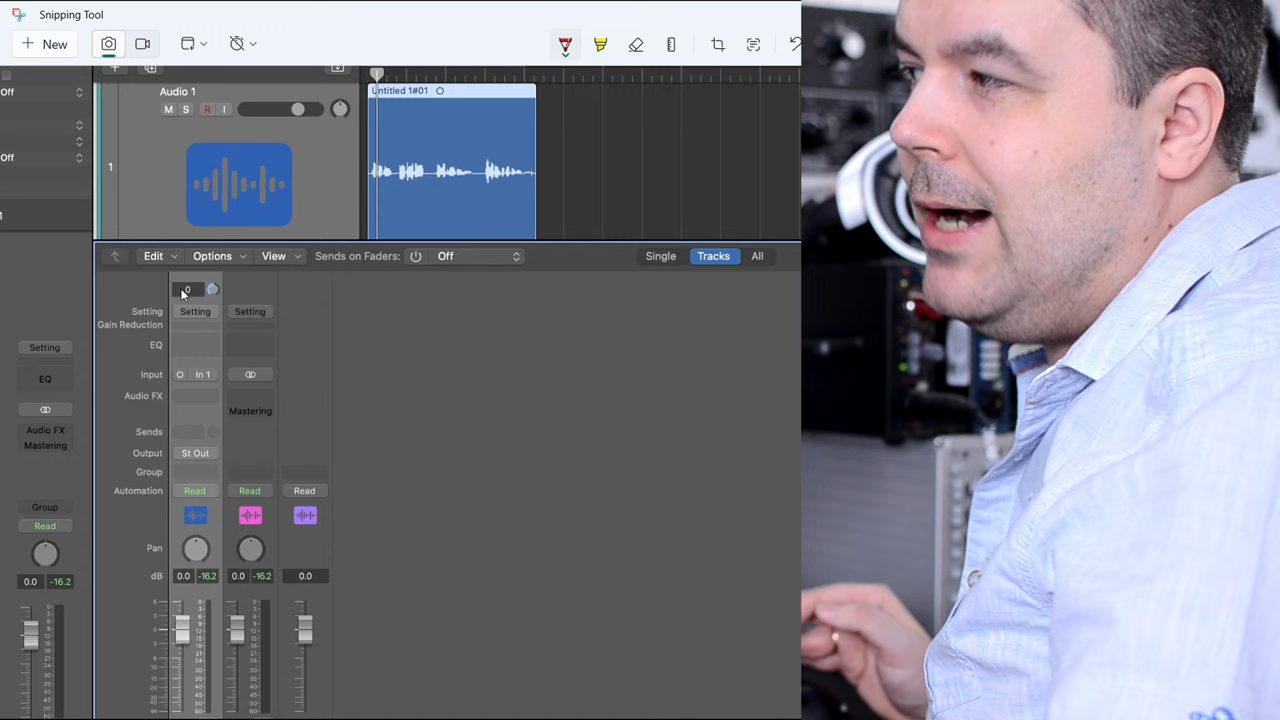 Snipping Tool
New
Off
Audio 1
M S R I
Untitled 1#01
1
Off
Edit Options View Sends on Faders: Off Single Tracks All
0
Setting Setting Setting
Gain Reduction
EQ
Input In 1
Audio FX
Mastering
Sends
Output St Out
Group
Automation Read Read Read
Pan
dB 0.0 -16.2 0.0 -16.2 0.0
Setting
EQ
Audio FX
Mastering
Group
Read
0.0 -16.2